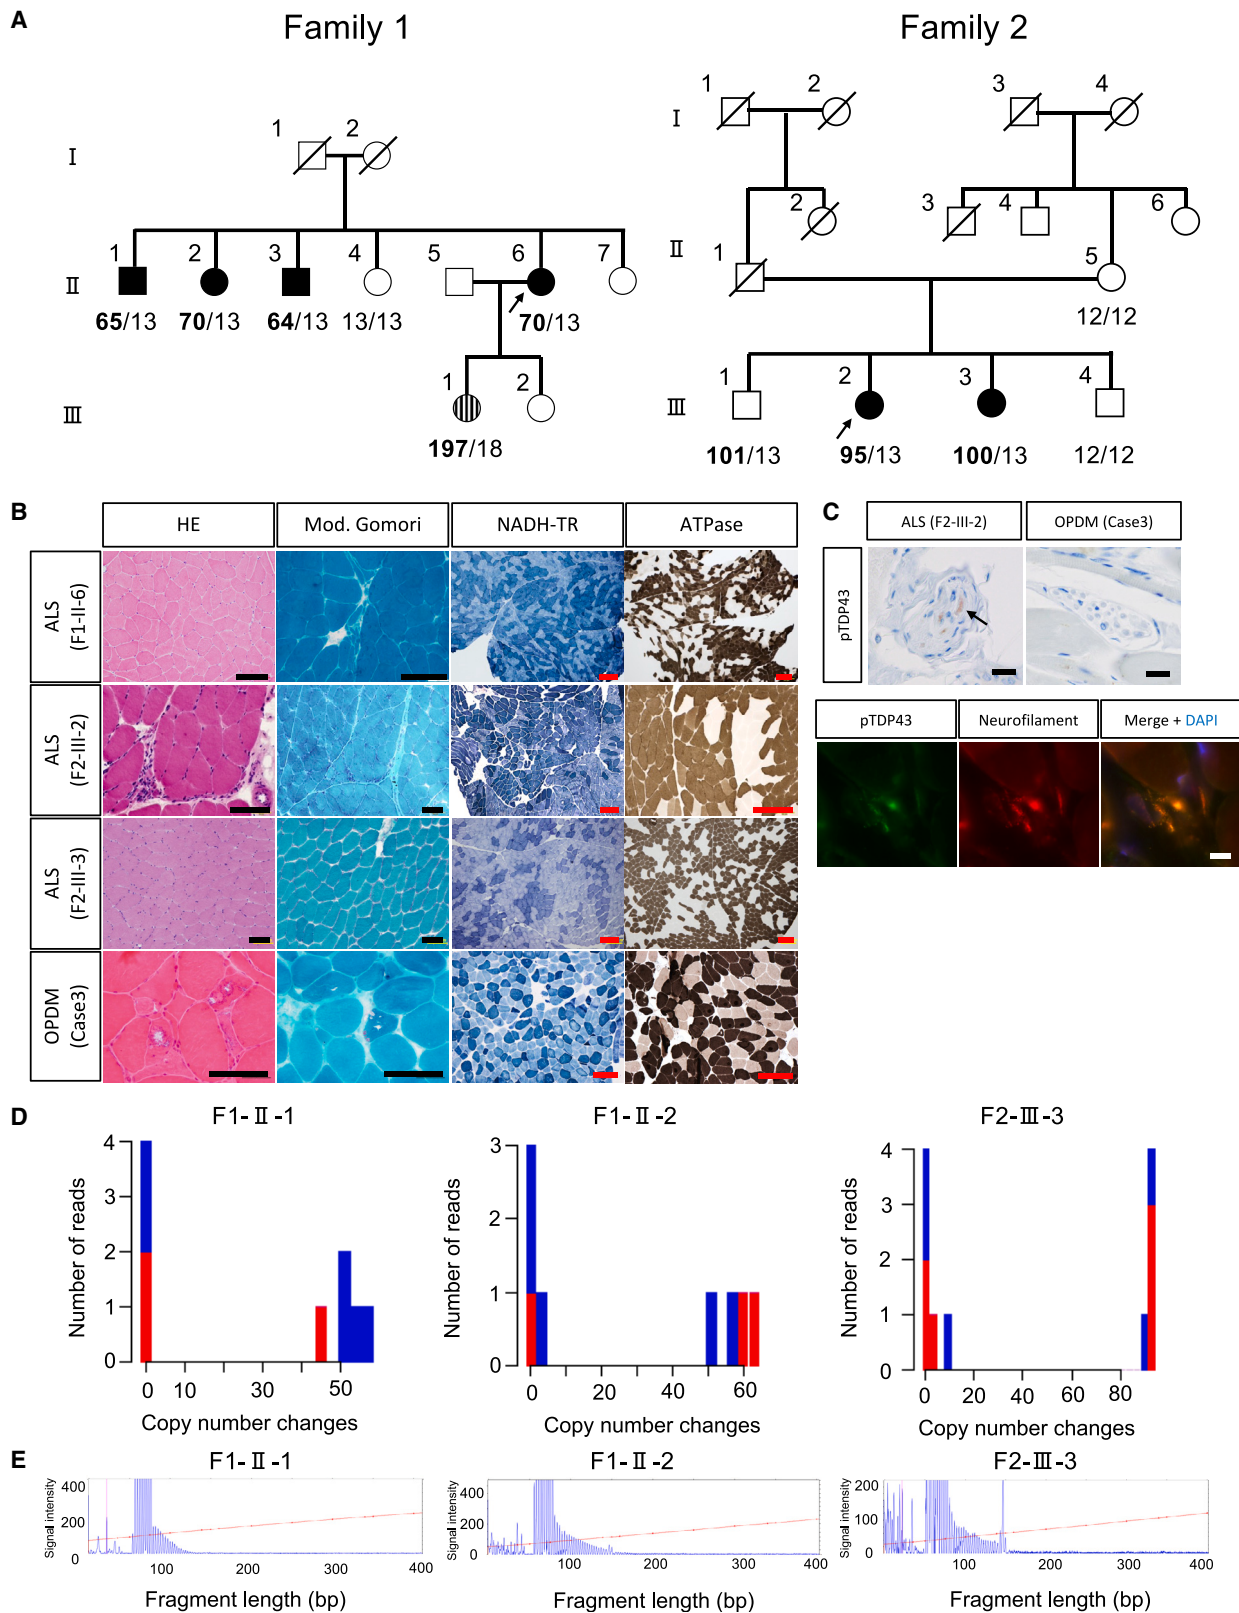 A
Family 1
Family 2
1 2
I
1 2 3 4 5 6 7
II
65/13 70/13 64/13 13/13 70/13
1 2
III
197/18
1 2 3 4
I
2 3 4 6
II
1 5
12/12
1 2 3 4
III
101/13 95/13 100/13 12/12
B
HE Mod. Gomori NADH-TR ATPase
ALS (F1-II-6)
ALS (F2-III-2)
ALS (F2-III-3)
OPDM (Case3)
C
ALS (F2-III-2) OPDM (Case3)
pTDP43
pTDP43 Neurofilament Merge + DAPI
D
F1-Ⅱ-1
Number of reads
4
3
2
1
0
0 10 30 50
Copy number changes
F1-Ⅱ-2
Number of reads
3
2
1
0
0 20 40 60
Copy number changes
F2-Ⅲ-3
Number of reads
4
3
2
1
0
0 20 40 60 80
Copy number changes
E
F1-Ⅱ-1
Signal intensity
400
200
0
100 200 300 400
Fragment length (bp)
F1-Ⅱ-2
Signal intensity
400
200
0
100 200 300 400
Fragment length (bp)
F2-Ⅲ-3
Signal intensity
200
100
0
100 200 300 400
Fragment length (bp)